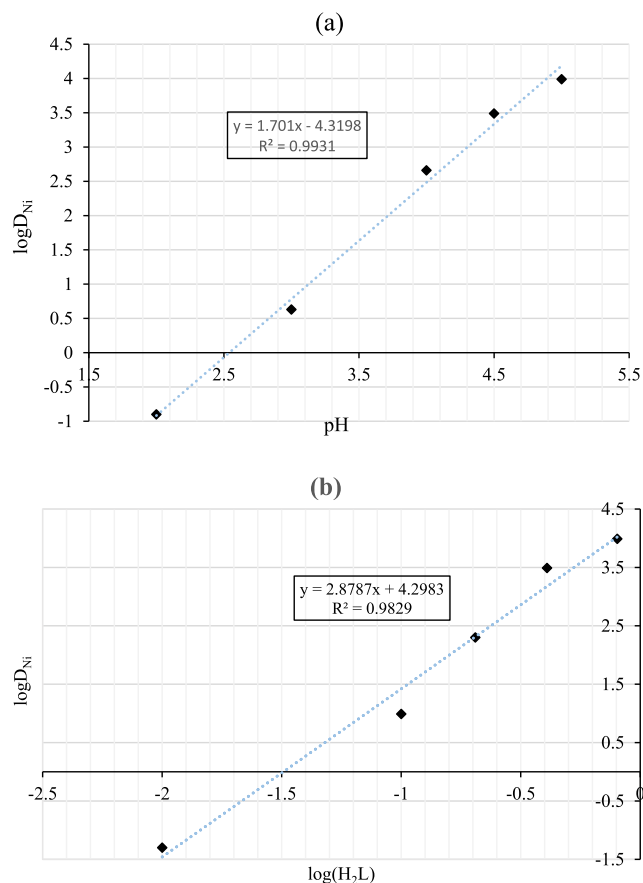 (a)
4.5
4
3.5
3
2.5
2
1.5
1
0.5
0
-0.5
-1
logD_Ni
y = 1.701x - 4.3198
R² = 0.9931
1.5 2.5 3.5 4.5 5.5
pH
(b)
4.5
3.5
2.5
1.5
0.5
-0.5
-1.5
logD_Ni
y = 2.8787x + 4.2983
R² = 0.9829
-2.5 -2 -1.5 -1 -0.5 0
log(H₂L)